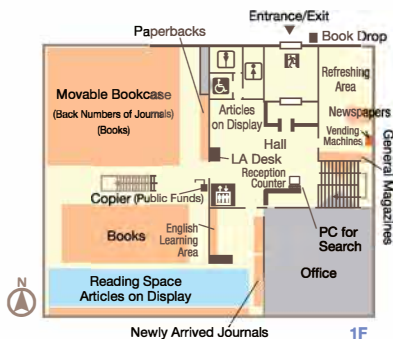 Entrance/Exit
Paperbacks
Book Drop
Movable Bookcase
(Back Numbers of Journals)
(Books)
Refreshing
Area
Articles
on Display
Newspapers
Vending
Machines
Hall
LA Desk
General Magazines
Reception
Counter
Copier (Public Funds)
PC for
Search
Books
English
Learning
Area
Office
Reading Space
Articles on Display
N
Newly Arrived Journals
1F